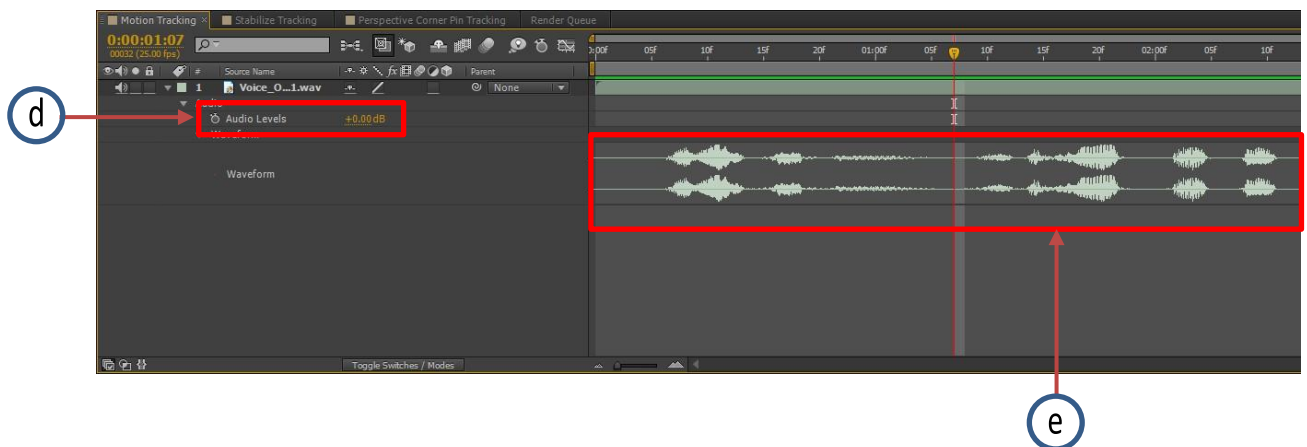 Motion Tracking × Stabilize Tracking Perspective Corner Pin Tracking Render Queue
0:00:01:07
00032 (25.00 fps)
:00f 05f 10f 15f 20f 01:00f 05f 10f 15f 20f 02:00f 05f 10f
# Source Name fx Parent
1 Voice_O...1.wav None
d
Audio Levels +0.00 dB
Waveform
Waveform
Toggle Switches / Modes
e